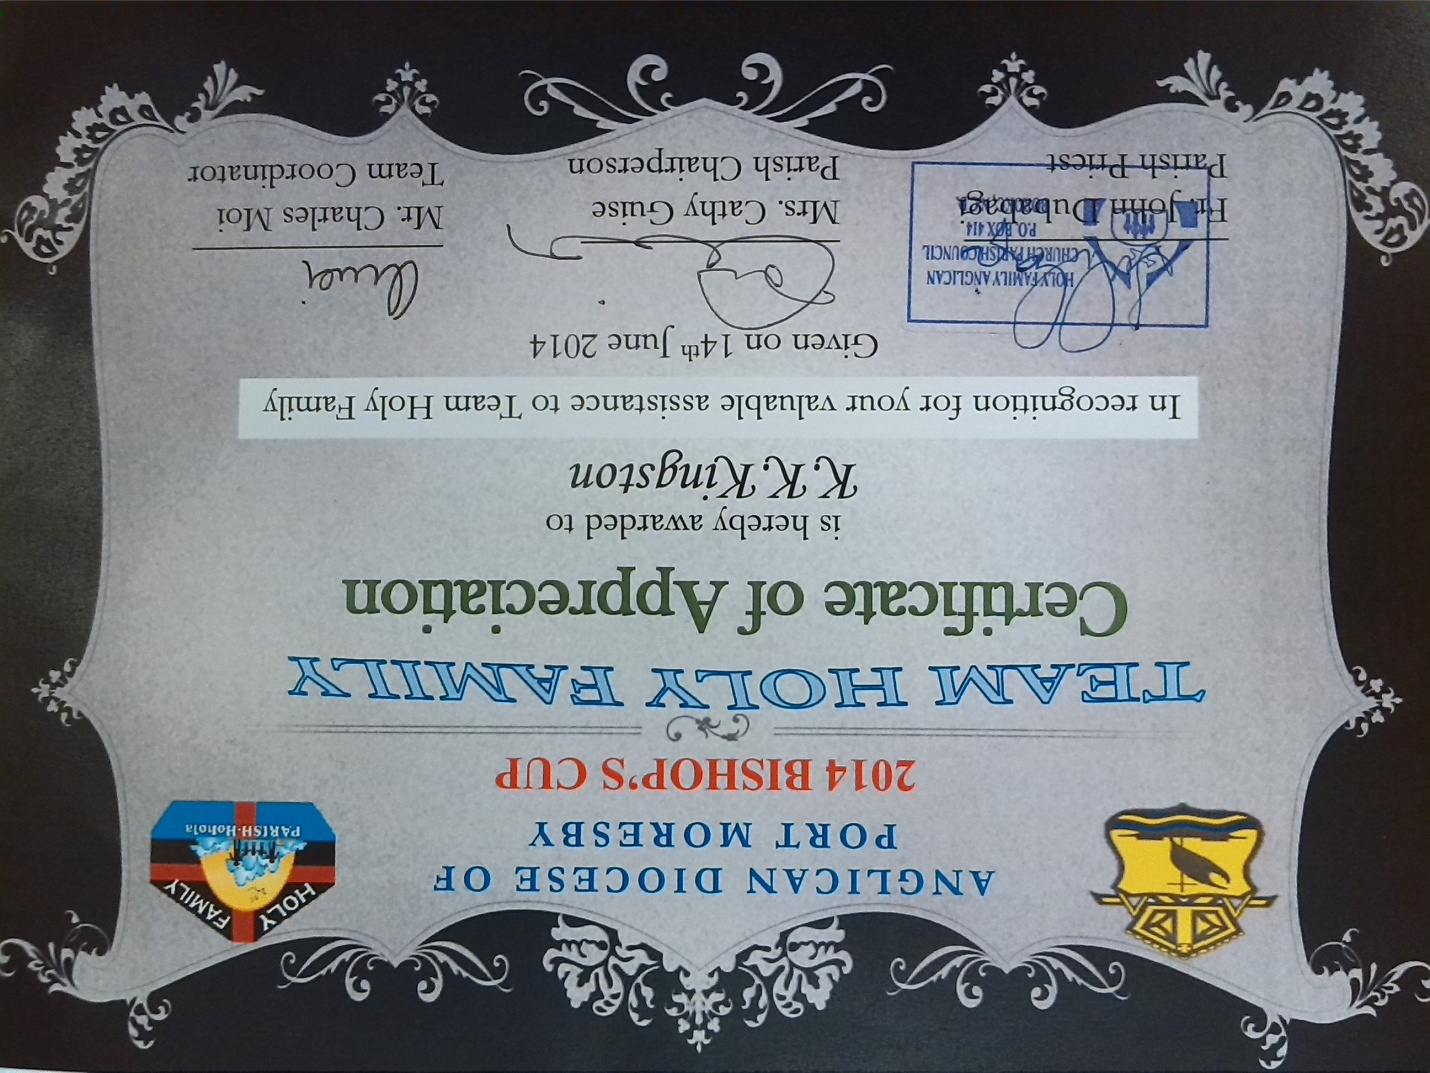 ANGLICAN DIOCESE OF
PORT MORESBY
2014 BISHOP'S CUP
TEAM HOLY FAMILY
Certificate of Appreciation
is hereby awarded to
K.K.Kingston
In recognition for your valuable assistance to Team Holy Family
Given on 14th June 2014
HOLY FAMILY ANGLICAN
CHURCH PARISH COUNCIL
P.O. BOX 414
Fr. John Dubabagi
Parish Priest
Mrs. Cathy Guise
Parish Chairperson
Mr. Charles Moi
Team Coordinator
HOLY
FAMILY
PARISH-Hohola